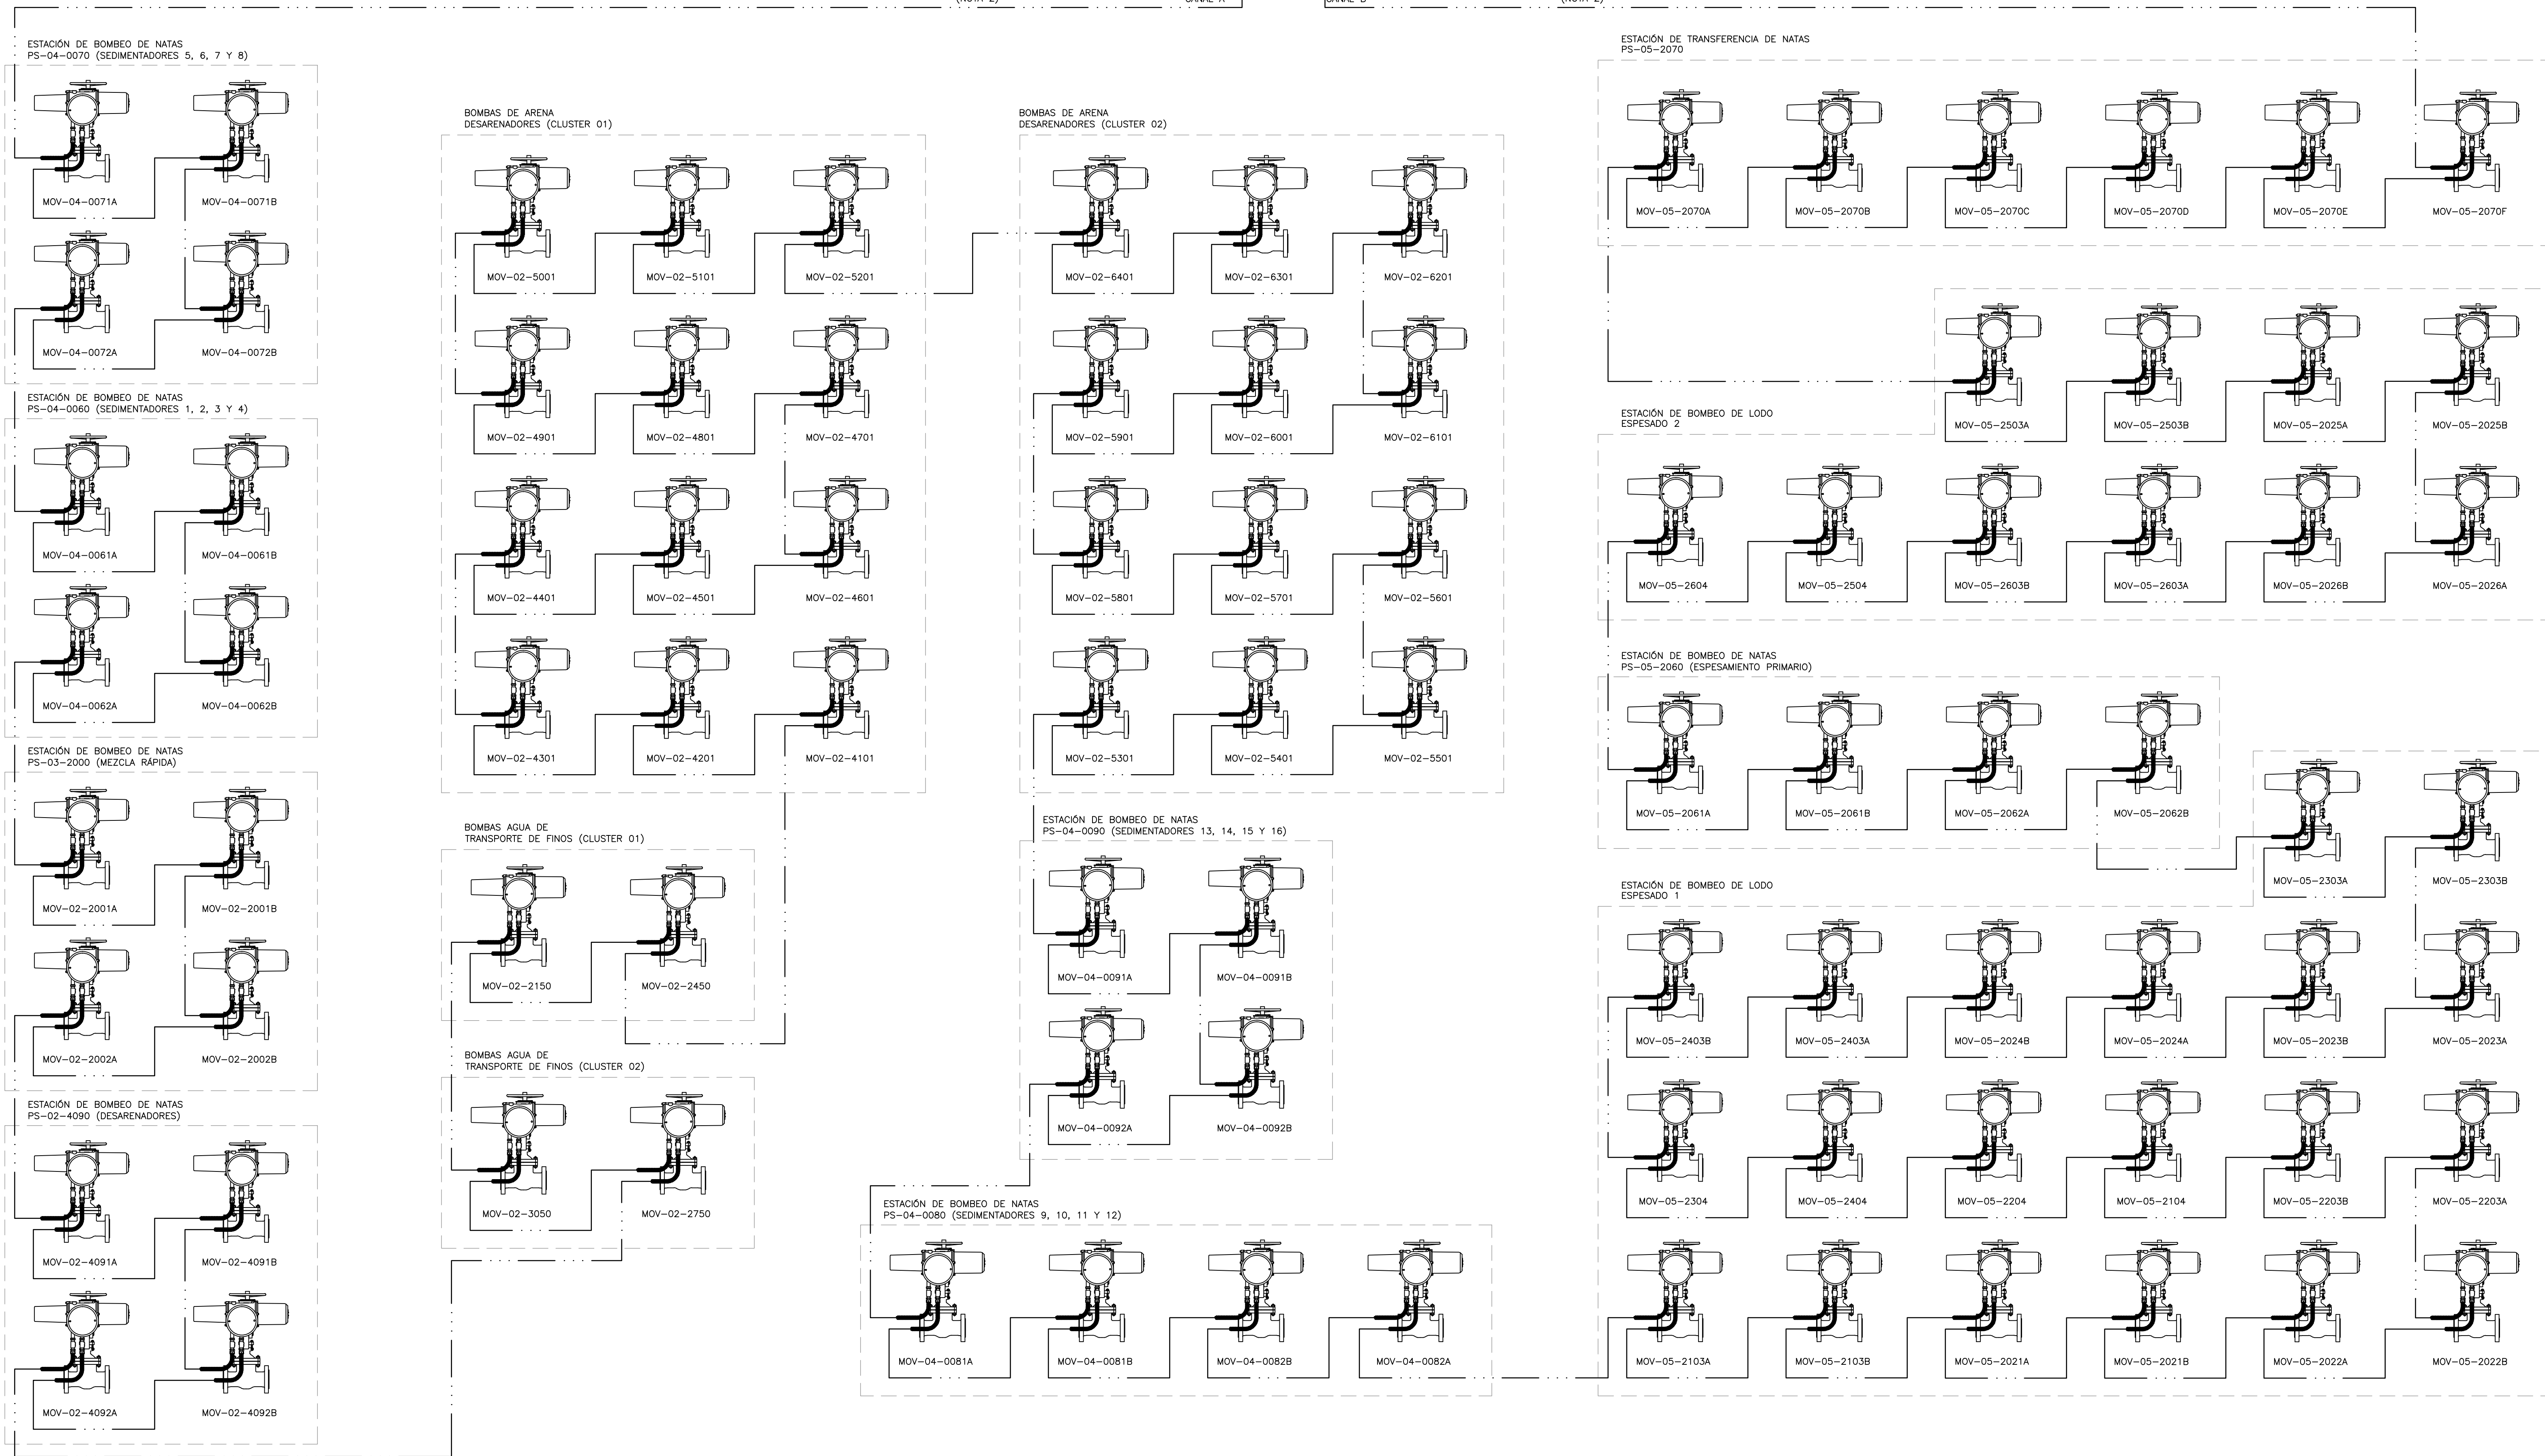 (NOTA 2)
CANAL A
CANAL B
(NOTA 2)
ESTACIÓN DE BOMBEO DE NATAS
PS-04-0070 (SEDIMENTADORES 5, 6, 7 Y 8)
MOV-04-0071A
MOV-04-0071B
MOV-04-0072A
MOV-04-0072B
ESTACIÓN DE BOMBEO DE NATAS
PS-04-0060 (SEDIMENTADORES 1, 2, 3 Y 4)
MOV-04-0061A
MOV-04-0061B
MOV-04-0062A
MOV-04-0062B
ESTACIÓN DE BOMBEO DE NATAS
PS-03-2000 (MEZCLA RÁPIDA)
MOV-02-2001A
MOV-02-2001B
MOV-02-2002A
MOV-02-2002B
ESTACIÓN DE BOMBEO DE NATAS
PS-02-4090 (DESARENADORES)
MOV-02-4091A
MOV-02-4091B
MOV-02-4092A
MOV-02-4092B
BOMBAS DE ARENA
DESARENADORES (CLUSTER 01)
MOV-02-5001
MOV-02-5101
MOV-02-5201
MOV-02-4901
MOV-02-4801
MOV-02-4701
MOV-02-4401
MOV-02-4501
MOV-02-4601
MOV-02-4301
MOV-02-4201
MOV-02-4101
BOMBAS AGUA DE
TRANSPORTE DE FINOS (CLUSTER 01)
MOV-02-2150
MOV-02-2450
BOMBAS AGUA DE
TRANSPORTE DE FINOS (CLUSTER 02)
MOV-02-3050
MOV-02-2750
BOMBAS DE ARENA
DESARENADORES (CLUSTER 02)
MOV-02-6401
MOV-02-6301
MOV-02-6201
MOV-02-5901
MOV-02-6001
MOV-02-6101
MOV-02-5801
MOV-02-5701
MOV-02-5601
MOV-02-5301
MOV-02-5401
MOV-02-5501
ESTACIÓN DE BOMBEO DE NATAS
PS-04-0090 (SEDIMENTADORES 13, 14, 15 Y 16)
MOV-04-0091A
MOV-04-0091B
MOV-04-0092A
MOV-04-0092B
ESTACIÓN DE BOMBEO DE NATAS
PS-04-0080 (SEDIMENTADORES 9, 10, 11 Y 12)
MOV-04-0081A
MOV-04-0081B
MOV-04-0082B
MOV-04-0082A
ESTACIÓN DE TRANSFERENCIA DE NATAS
PS-05-2070
MOV-05-2070A
MOV-05-2070B
MOV-05-2070C
MOV-05-2070D
MOV-05-2070E
MOV-05-2070F
ESTACIÓN DE BOMBEO DE LODO
ESPESADO 2
MOV-05-2503A
MOV-05-2503B
MOV-05-2025A
MOV-05-2025B
MOV-05-2604
MOV-05-2504
MOV-05-2603B
MOV-05-2603A
MOV-05-2026B
MOV-05-2026A
ESTACIÓN DE BOMBEO DE NATAS
PS-05-2060 (ESPESAMIENTO PRIMARIO)
MOV-05-2061A
MOV-05-2061B
MOV-05-2062A
MOV-05-2062B
ESTACIÓN DE BOMBEO DE LODO
ESPESADO 1
MOV-05-2303A
MOV-05-2303B
MOV-05-2403B
MOV-05-2403A
MOV-05-2024B
MOV-05-2024A
MOV-05-2023B
MOV-05-2023A
MOV-05-2304
MOV-05-2404
MOV-05-2204
MOV-05-2104
MOV-05-2203B
MOV-05-2203A
MOV-05-2103A
MOV-05-2103B
MOV-05-2021A
MOV-05-2021B
MOV-05-2022A
MOV-05-2022B